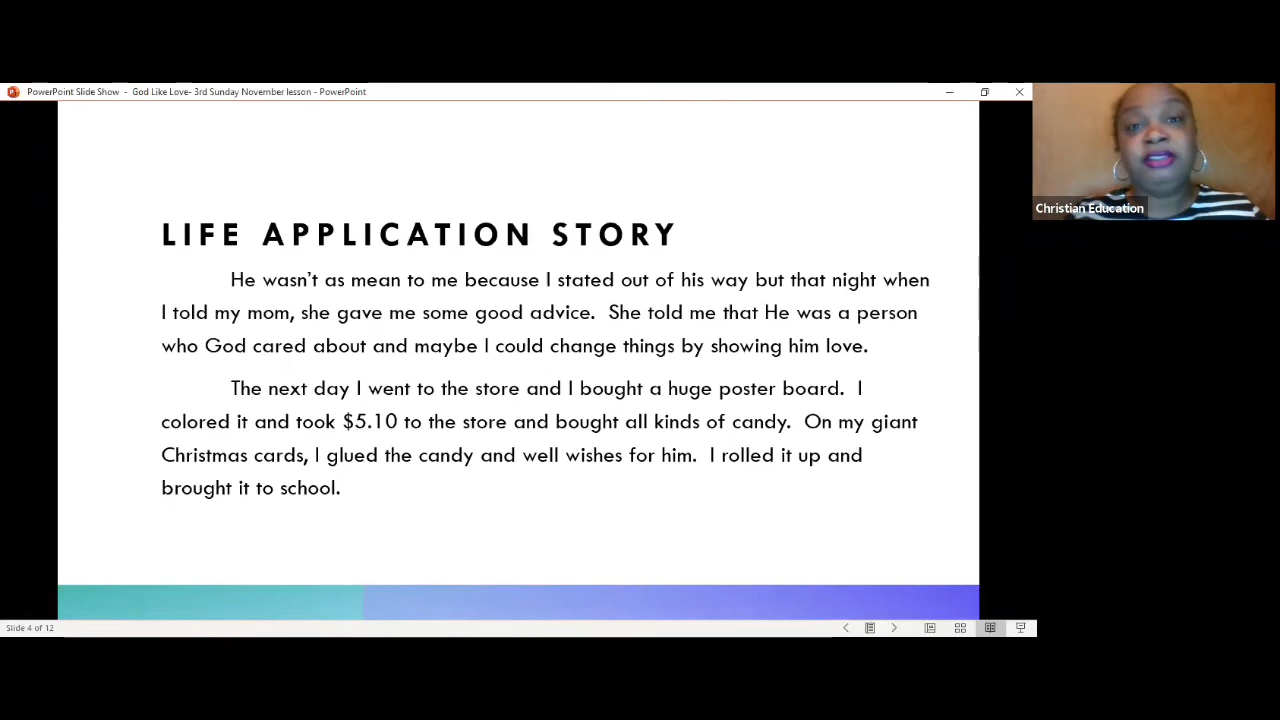 PowerPoint Slide Show - God Like Love- 3rd Sunday November lesson - PowerPoint
Christian Education
LIFE APPLICATION STORY
He wasn't as mean to me because I stated out of his way but that night when
I told my mom, she gave me some good advice. She told me that He was a person
who God cared about and maybe I could change things by showing him love.
The next day I went to the store and I bought a huge poster board. I
colored it and took $5.10 to the store and bought all kinds of candy. On my giant
Christmas cards, I glued the candy and well wishes for him. I rolled it up and
brought it to school.
Slide 4 of 12